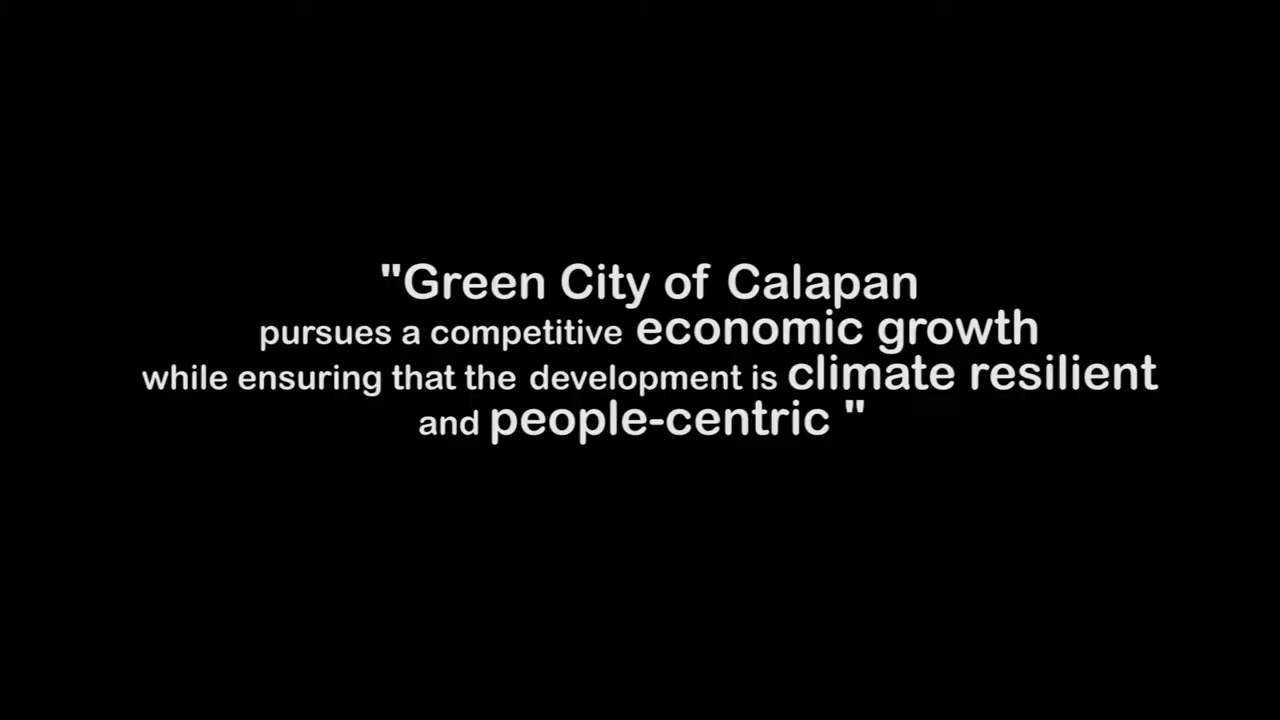 "Green City of Calapan
pursues a competitive economic growth
while ensuring that the development is climate resilient
and people-centric "